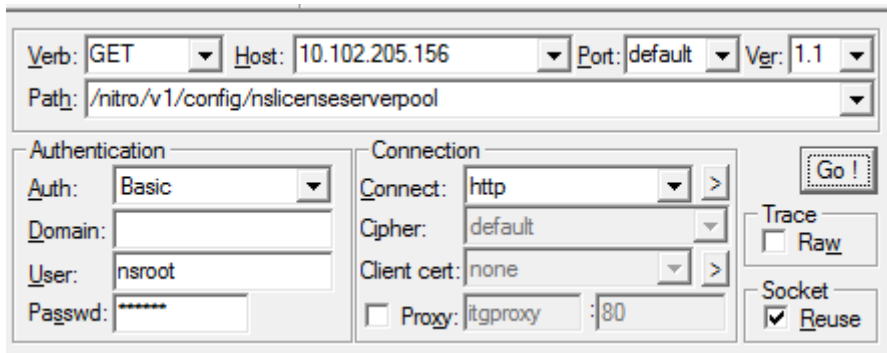 Verb: GET Host: 10.102.205.156 Port: default Ver: 1.1
Path: /nitro/v1/config/nslicenseserverpool
Authentication
Auth: Basic
Domain:
User: nsroot
Passwd: ******
Connection
Connect: http >
Cipher: default
Client cert: none >
Proxy: itgproxy : 80
Go !
Trace
Raw
Socket
Reuse